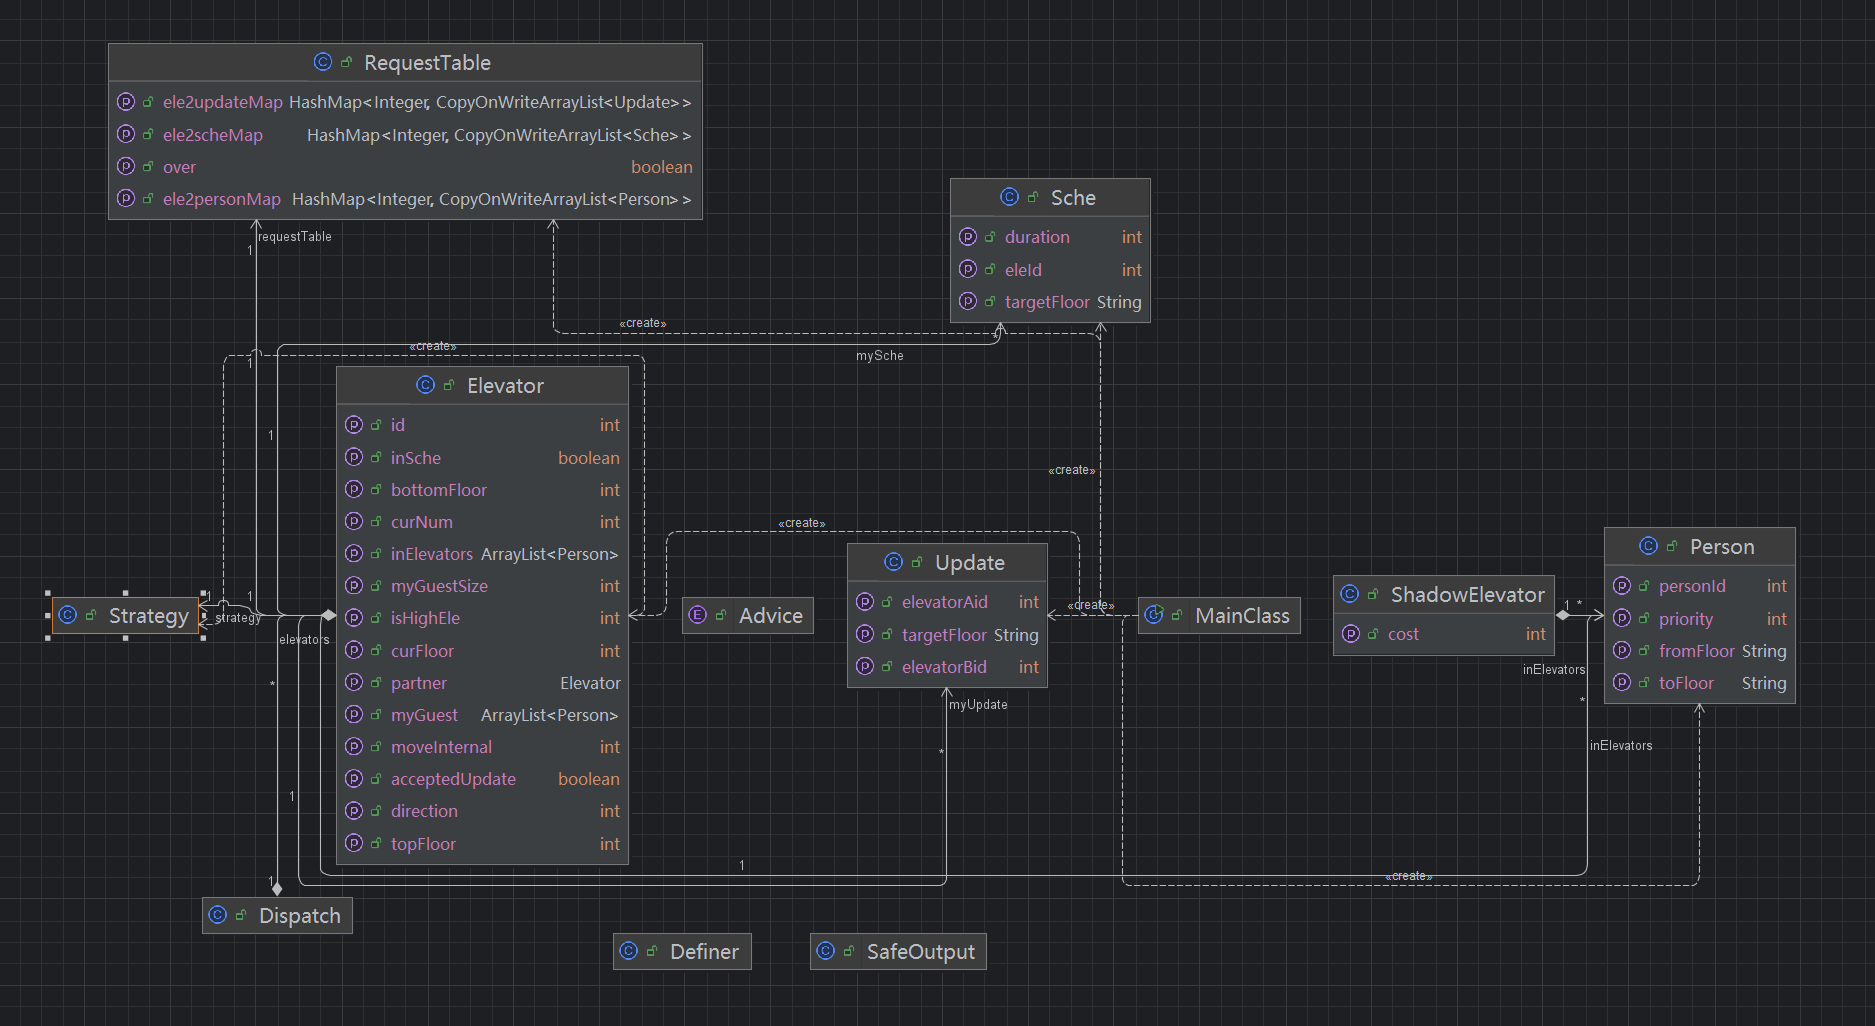 RequestTable
ele2updateMap HashMap<Integer, CopyOnWriteArrayList<Update>>
ele2scheMap HashMap<Integer, CopyOnWriteArrayList<Sche>>
over boolean
ele2personMap HashMap<Integer, CopyOnWriteArrayList<Person>>
1
requestTable
Sche
duration int
eleId int
targetFloor String
«create»
*
mySche
«create»
1
1
Elevator
id int
inSche boolean
bottomFloor int
curNum int
inElevators ArrayList<Person>
myGuestSize int
isHighEle int
curFloor int
partner Elevator
myGuest ArrayList<Person>
moveInternal int
acceptedUpdate boolean
direction int
topFloor int
«create»
«create»
Update
elevatorAid int
targetFloor String
elevatorBid int
«create»
MainClass
Advice
Strategy
1
1
strategy
elevators
*
ShadowElevator
cost int
1
*
Person
personId int
priority int
fromFloor String
toFloor String
inElevators
*
inElevators
myUpdate
*
1
1
«create»
1
Dispatch
Definer
SafeOutput